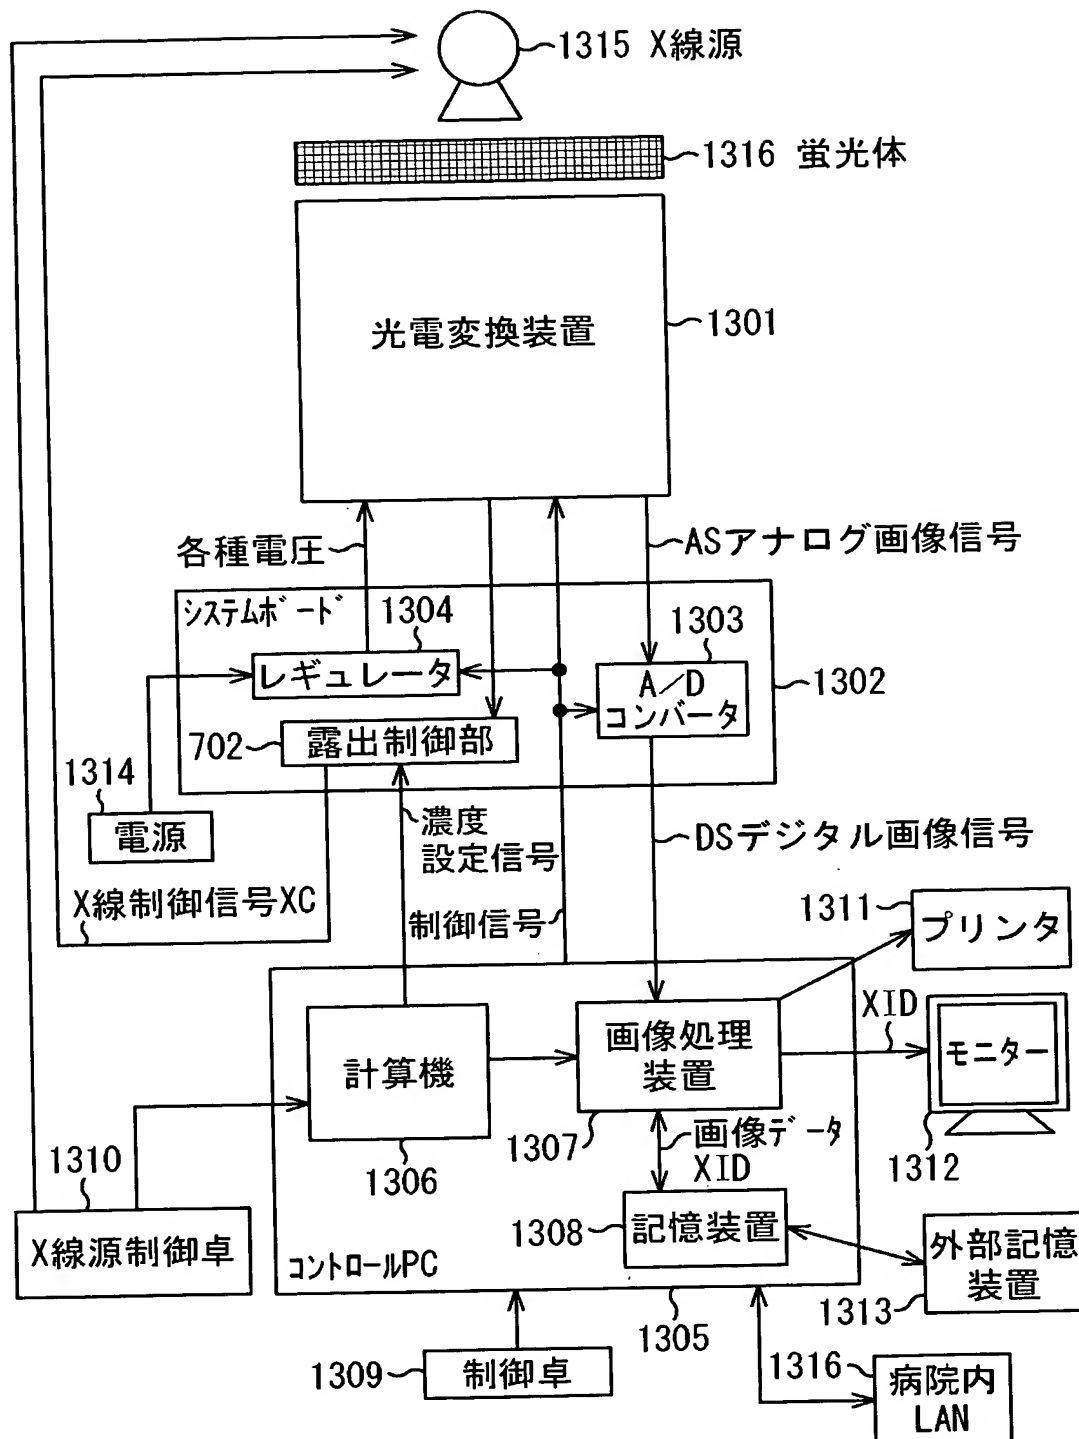 1315 X線源
1316 蛍光体
光電変換装置
1301
各種電圧
ASアナログ画像信号
システムボード
1304
1303
レギュレータ
A/D
コンバータ
1302
702
露出制御部
1314
電源
濃度
設定信号
DSデジタル画像信号
X線制御信号XC
制御信号
1311
プリンタ
計算機
画像処理
装置
XID
モニター
1306
1307
画像データ
XID
1312
1310
X線源制御卓
1308
記憶装置
コントロールPC
外部記憶
装置
1313
1305
1309
制御卓
1316
病院内
LAN